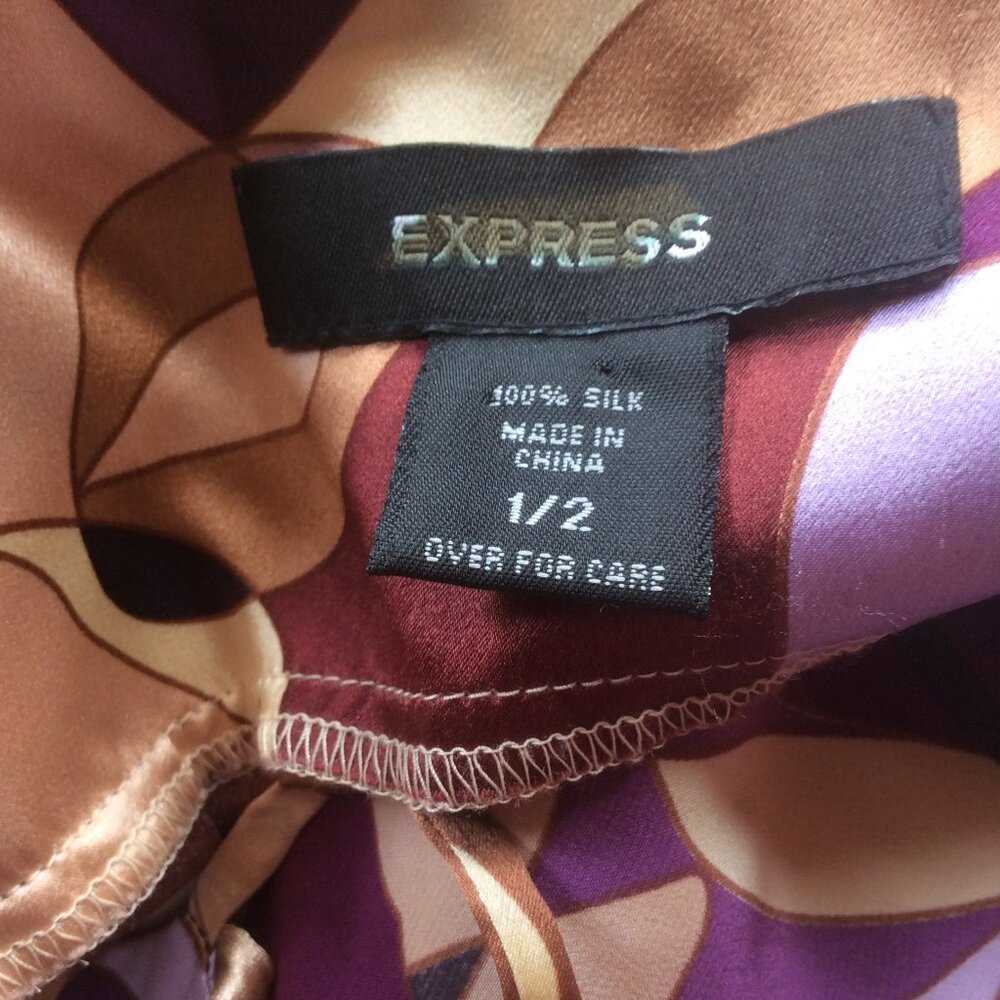 EXPRESS
100% SILK
MADE IN
CHINA
1/2
OVER FOR CARE